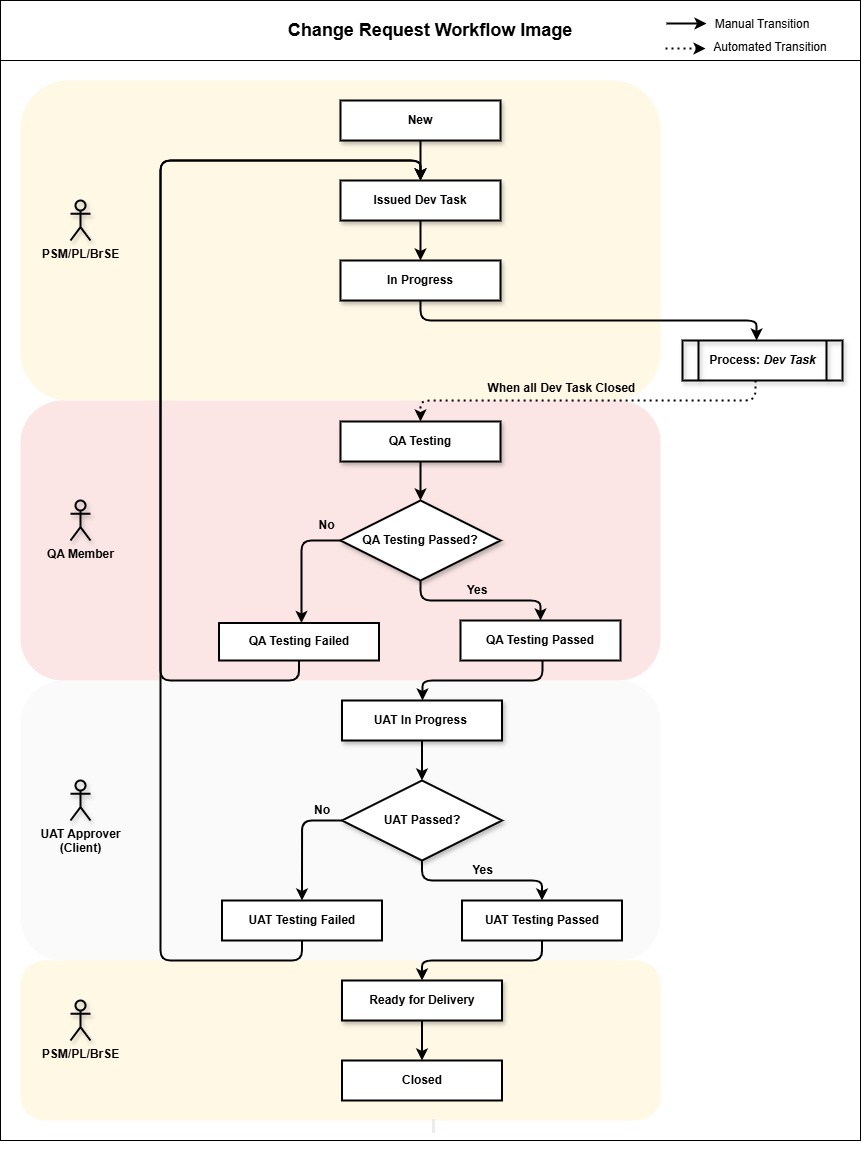 Change Request Workflow Image
Manual Transition
Automated Transition
New
Issued Dev Task
PSM/PL/BrSE
In Progress
Process: Dev Task
When all Dev Task Closed
QA Testing
No
QA Testing Passed?
QA Member
Yes
QA Testing Failed
QA Testing Passed
UAT In Progress
No
UAT Passed?
UAT Approver
(Client)
Yes
UAT Testing Failed
UAT Testing Passed
Ready for Delivery
PSM/PL/BrSE
Closed